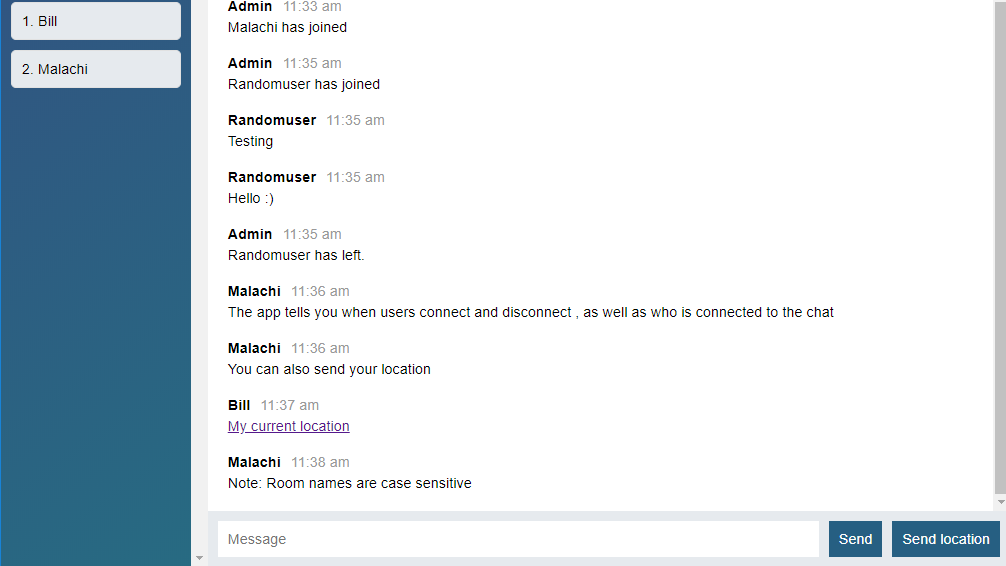 1. Bill
2. Malachi
Admin 11:33 am
Malachi has joined
Admin 11:35 am
Randomuser has joined
Randomuser 11:35 am
Testing
Randomuser 11:35 am
Hello :)
Admin 11:35 am
Randomuser has left.
Malachi 11:36 am
The app tells you when users connect and disconnect , as well as who is connected to the chat
Malachi 11:36 am
You can also send your location
Bill 11:37 am
My current location
Malachi 11:38 am
Note: Room names are case sensitive
Message Send Send location